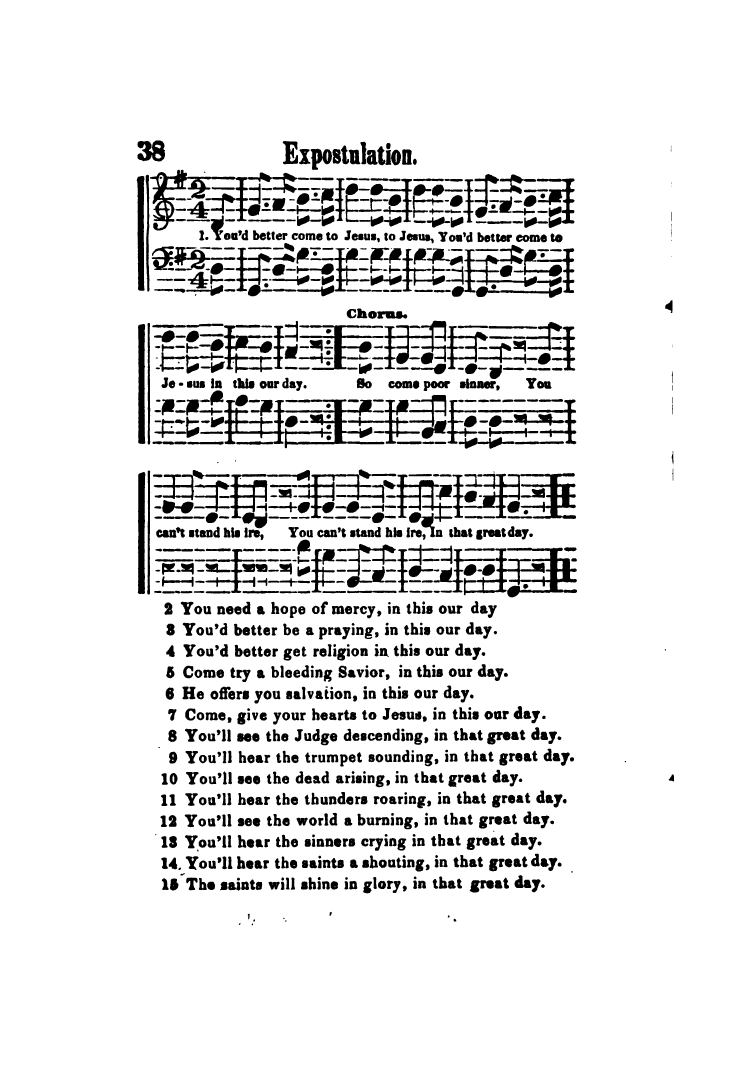 38 Expostulation.
1. You'd better come to Jesus, to Jesus, You'd better come to
Chorus.
Je - sus in this our day. So come poor sinner, You
can't stand his ire, You can't stand his ire, In that great day.
2 You need a hope of mercy, in this our day
3 You'd better be a praying, in this our day.
4 You'd better get religion in this our day.
5 Come try a bleeding Savior, in this our day.
6 He offers you salvation, in this our day.
7 Come, give your hearts to Jesus, in this our day.
8 You'll see the Judge descending, in that great day.
9 You'll hear the trumpet sounding, in that great day.
10 You'll see the dead arising, in that great day.
11 You'll hear the thunders roaring, in that great day.
12 You'll see the world a burning, in that great day.
13 You'll hear the sinners crying in that great day.
14. You'll hear the saints a shouting, in that great day.
15 The saints will shine in glory, in that great day.